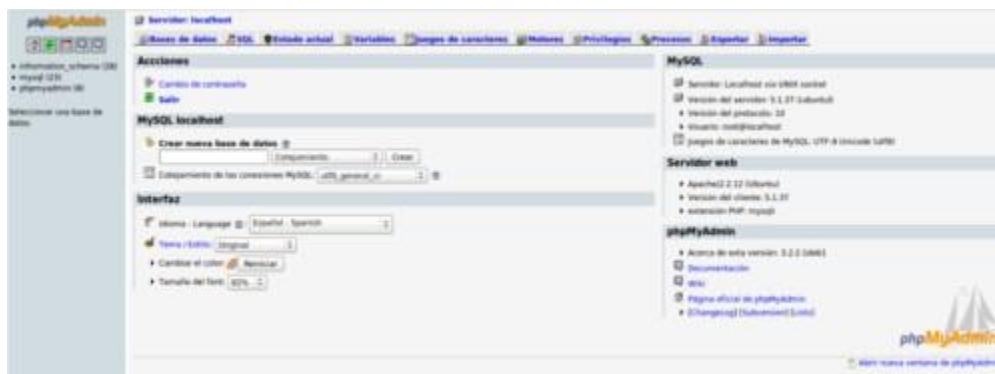 phpMyAdmin
information_schema (28)
mysql (23)
phpmyadmin (8)
Seleccionar una base de
datos
Servidor: localhost
Bases de datos SQL Estado actual Variables Juegos de caracteres Motores Privilegios Procesos Exportar Importar
Acciones
Cambio de contraseña
Salir
MySQL localhost
Crear nueva base de datos
Cotejamiento Crear
Cotejamiento de las conexiones MySQL: utf8_general_ci
Interfaz
Idioma - Language: Español - Spanish
Tema / Estilo: Original
Cambiar el color: Reiniciar
Tamaño del font: 82%
MySQL
Servidor: Localhost via UNIX socket
Versión del servidor: 5.1.37-1ubuntu5
Versión del protocolo: 10
Usuario: root@localhost
Juegos de caracteres de MySQL: UTF-8 Unicode (utf8)
Servidor web
Apache/2.2.12 (Ubuntu)
Versión del cliente: 5.1.37
extensión PHP: mysqli
phpMyAdmin
Acerca de esta versión:
Documentación
Wiki
Página oficial de phpMyAdmin
[ChangeLog] [Subversion] [Lists]
phpMyAdmin
Abrir nueva ventana de phpMyAdmin